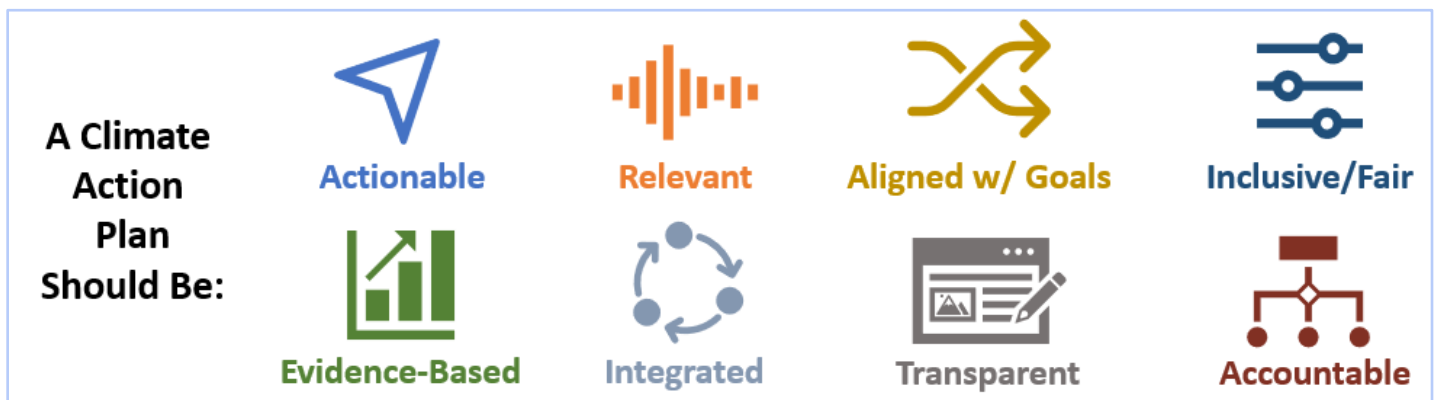 A Climate
Action
Plan
Should Be:
Actionable
Relevant
Aligned w/ Goals
Inclusive/Fair
Evidence-Based
Integrated
Transparent
Accountable